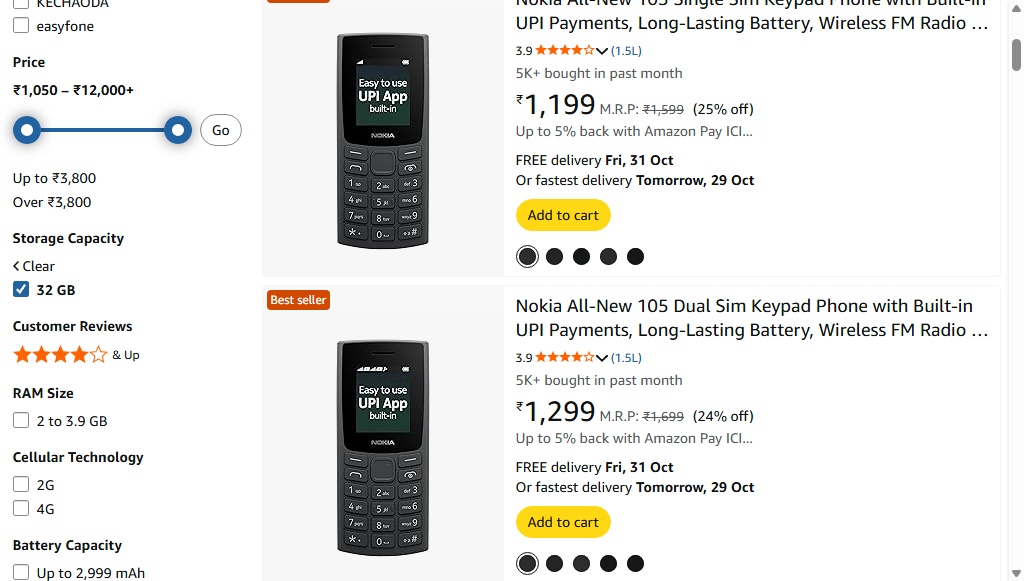 KECHAODA
easyfone
Price
₹1,050 – ₹12,000+
Go
Up to ₹3,800
Over ₹3,800
Storage Capacity
Clear
32 GB
Customer Reviews
& Up
RAM Size
2 to 3.9 GB
Cellular Technology
2G
4G
Battery Capacity
Up to 2,999 mAh
Easy to use
UPI App
built-in
NOKIA
Nokia All-New 105 Single Sim Keypad Phone with Built-in
UPI Payments, Long-Lasting Battery, Wireless FM Radio …
3.9 (1.5L)
5K+ bought in past month
₹1,199 M.R.P: ₹1,599 (25% off)
Up to 5% back with Amazon Pay ICI…
FREE delivery Fri, 31 Oct
Or fastest delivery Tomorrow, 29 Oct
Add to cart
Best seller
Easy to use
UPI App
built-in
NOKIA
Nokia All-New 105 Dual Sim Keypad Phone with Built-in
UPI Payments, Long-Lasting Battery, Wireless FM Radio …
3.9 (1.5L)
5K+ bought in past month
₹1,299 M.R.P: ₹1,699 (24% off)
Up to 5% back with Amazon Pay ICI…
FREE delivery Fri, 31 Oct
Or fastest delivery Tomorrow, 29 Oct
Add to cart